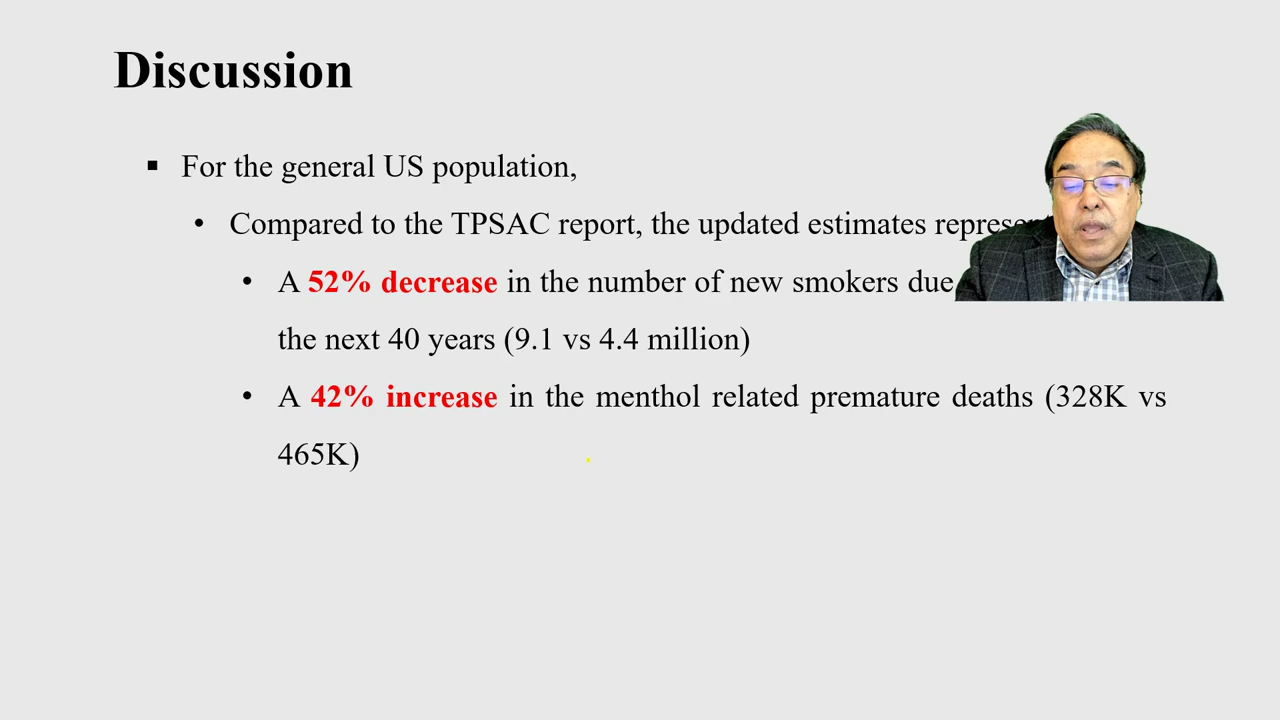 Discussion
▪ For the general US population,
• Compared to the TPSAC report, the updated estimates represent
• A 52% decrease in the number of new smokers due
the next 40 years (9.1 vs 4.4 million)
• A 42% increase in the menthol related premature deaths (328K vs
465K)